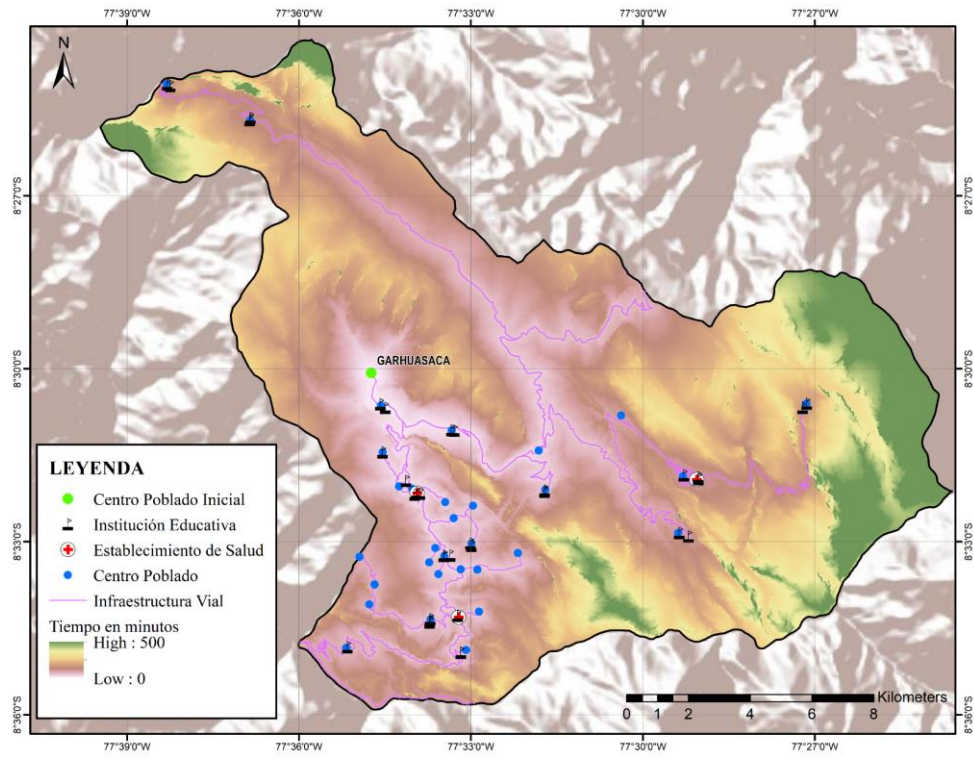 77°39'0"W 77°36'0"W 77°33'0"W 77°30'0"W 77°27'0"W
N
8°27'0"S 8°27'0"S
8°30'0"S 8°30'0"S
GARHUASACA
LEYENDA
Centro Poblado Inicial
Institución Educativa
Establecimiento de Salud
Centro Poblado
Infraestructura Vial
Tiempo en minutos
High : 500
Low : 0
8°33'0"S 8°33'0"S
Kilometers
0 1 2 4 6 8
8°36'0"S 8°36'0"S
77°39'0"W 77°36'0"W 77°33'0"W 77°30'0"W 77°27'0"W